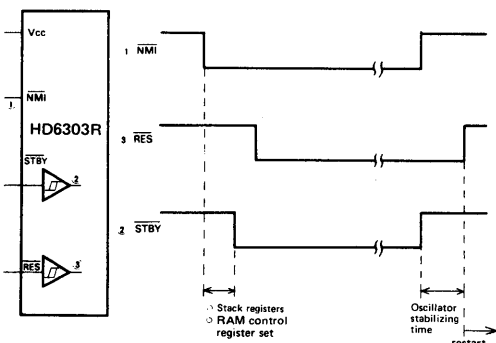 Vcc
1 NMI
HD6303R
STBY
2
RES
3
1 NMI
3 RES
2 STBY
Stack registers
RAM control
register set
Oscillator
stabilizing
time
restart